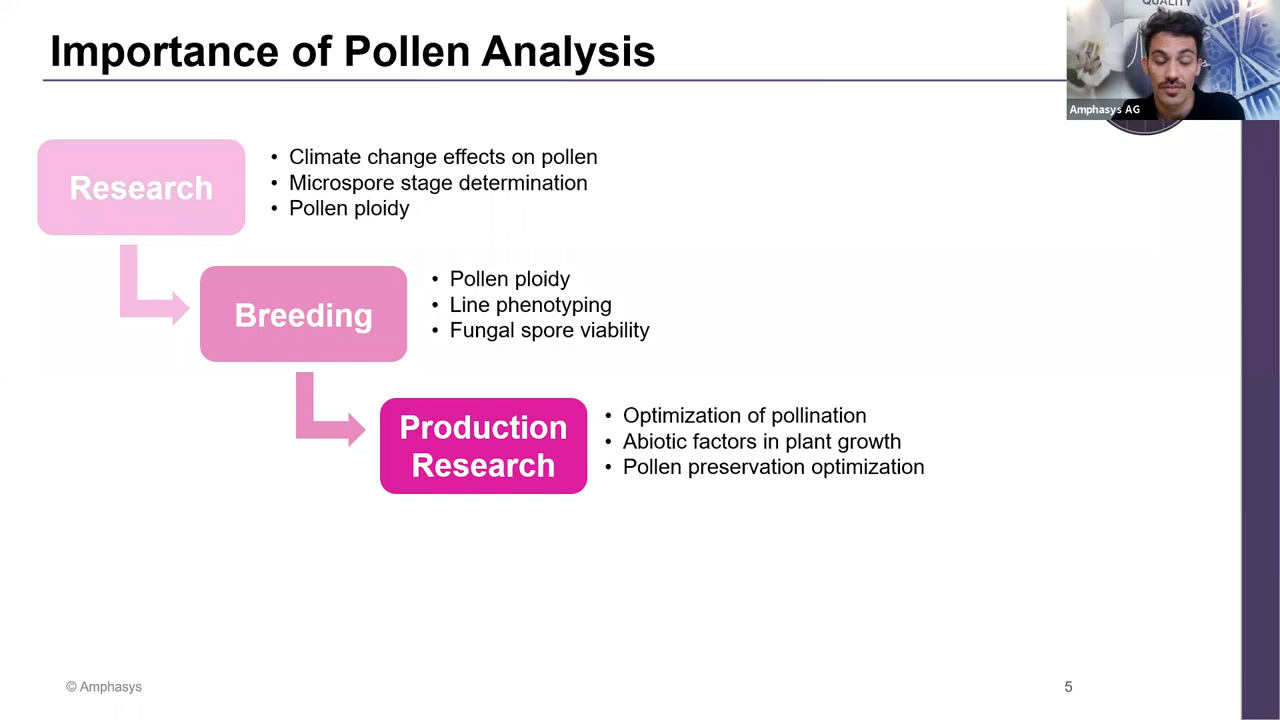 Importance of Pollen Analysis
QUALITY
Amphasys AG
Research
• Climate change effects on pollen
• Microspore stage determination
• Pollen ploidy
Breeding
• Pollen ploidy
• Line phenotyping
• Fungal spore viability
Production
Research
• Optimization of pollination
• Abiotic factors in plant growth
• Pollen preservation optimization
© Amphasys
5